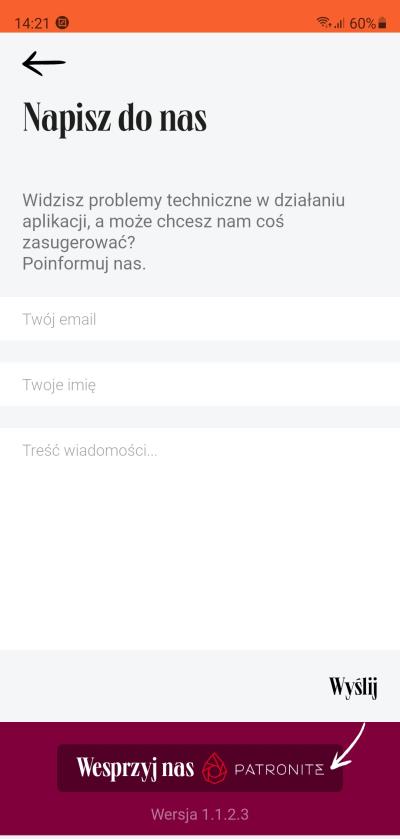 14:21 60%
Napisz do nas
Widzisz problemy techniczne w działaniu
aplikacji, a może chcesz nam coś
zasugerować?
Poinformuj nas.
Twój email
Twoje imię
Treść wiadomości...
Wyślij
Wesprzyj nas PATRONITE
Wersja 1.1.2.3